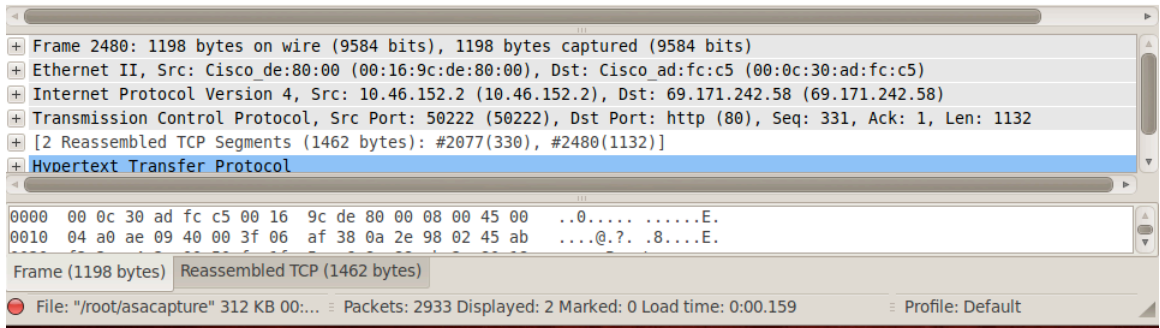 Frame 2480: 1198 bytes on wire (9584 bits), 1198 bytes captured (9584 bits)
Ethernet II, Src: Cisco_de:80:00 (00:16:9c:de:80:00), Dst: Cisco_ad:fc:c5 (00:0c:30:ad:fc:c5)
Internet Protocol Version 4, Src: 10.46.152.2 (10.46.152.2), Dst: 69.171.242.58 (69.171.242.58)
Transmission Control Protocol, Src Port: 50222 (50222), Dst Port: http (80), Seq: 331, Ack: 1, Len: 1132
[2 Reassembled TCP Segments (1462 bytes): #2077(330), #2480(1132)]
Hypertext Transfer Protocol
0000 00 0c 30 ad fc c5 00 16 9c de 80 00 08 00 45 00 ..0..... ......E.
0010 04 a0 ae 09 40 00 3f 06 af 38 0a 2e 98 02 45 ab ....@.?. .8....E.
Frame (1198 bytes) Reassembled TCP (1462 bytes)
File: "/root/asacapture" 312 KB 00:... Packets: 2933 Displayed: 2 Marked: 0 Load time: 0:00.159 Profile: Default